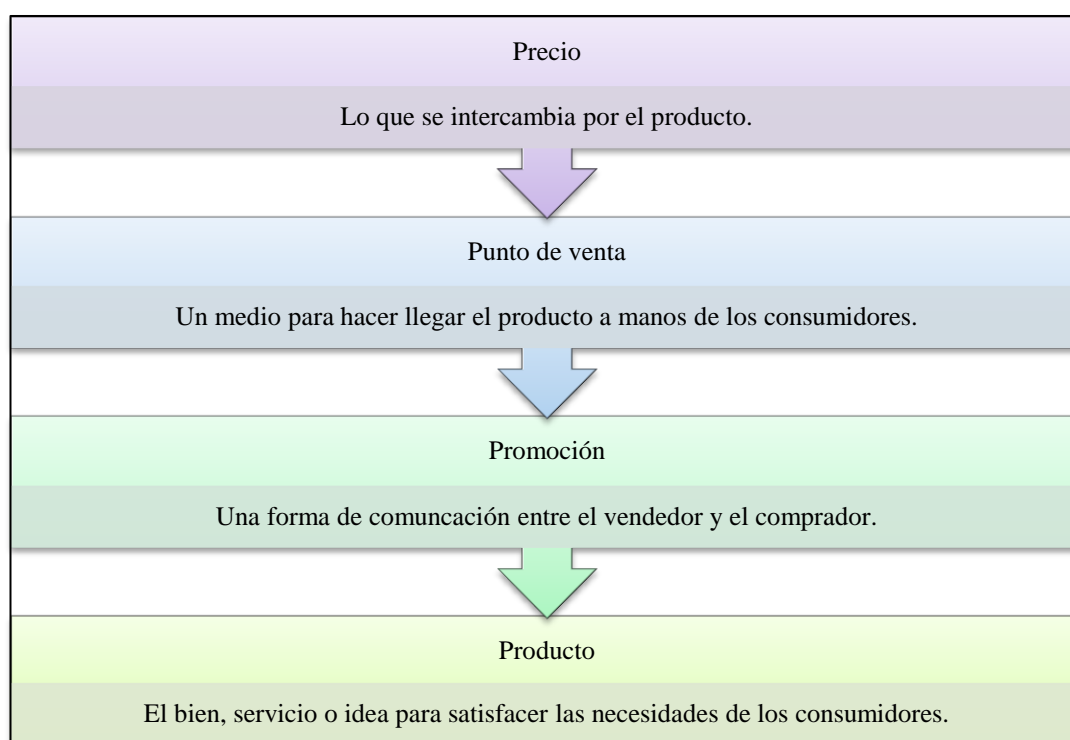 Precio
Lo que se intercambia por el producto.
Punto de venta
Un medio para hacer llegar el producto a manos de los consumidores.
Promoción
Una forma de comuncación entre el vendedor y el comprador.
Producto
El bien, servicio o idea para satisfacer las necesidades de los consumidores.